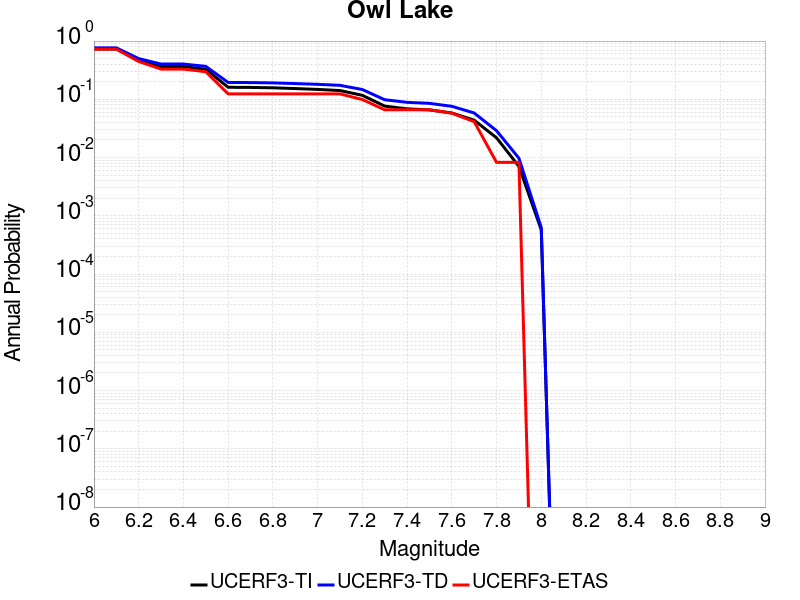 Owl Lake
10^0
10^-1
10^-2
10^-3
10^-4
10^-5
10^-6
10^-7
10^-8
Annual Probability
6 6.2 6.4 6.6 6.8 7 7.2 7.4 7.6 7.8 8 8.2 8.4 8.6 8.8 9
Magnitude
UCERF3-TI UCERF3-TD UCERF3-ETAS